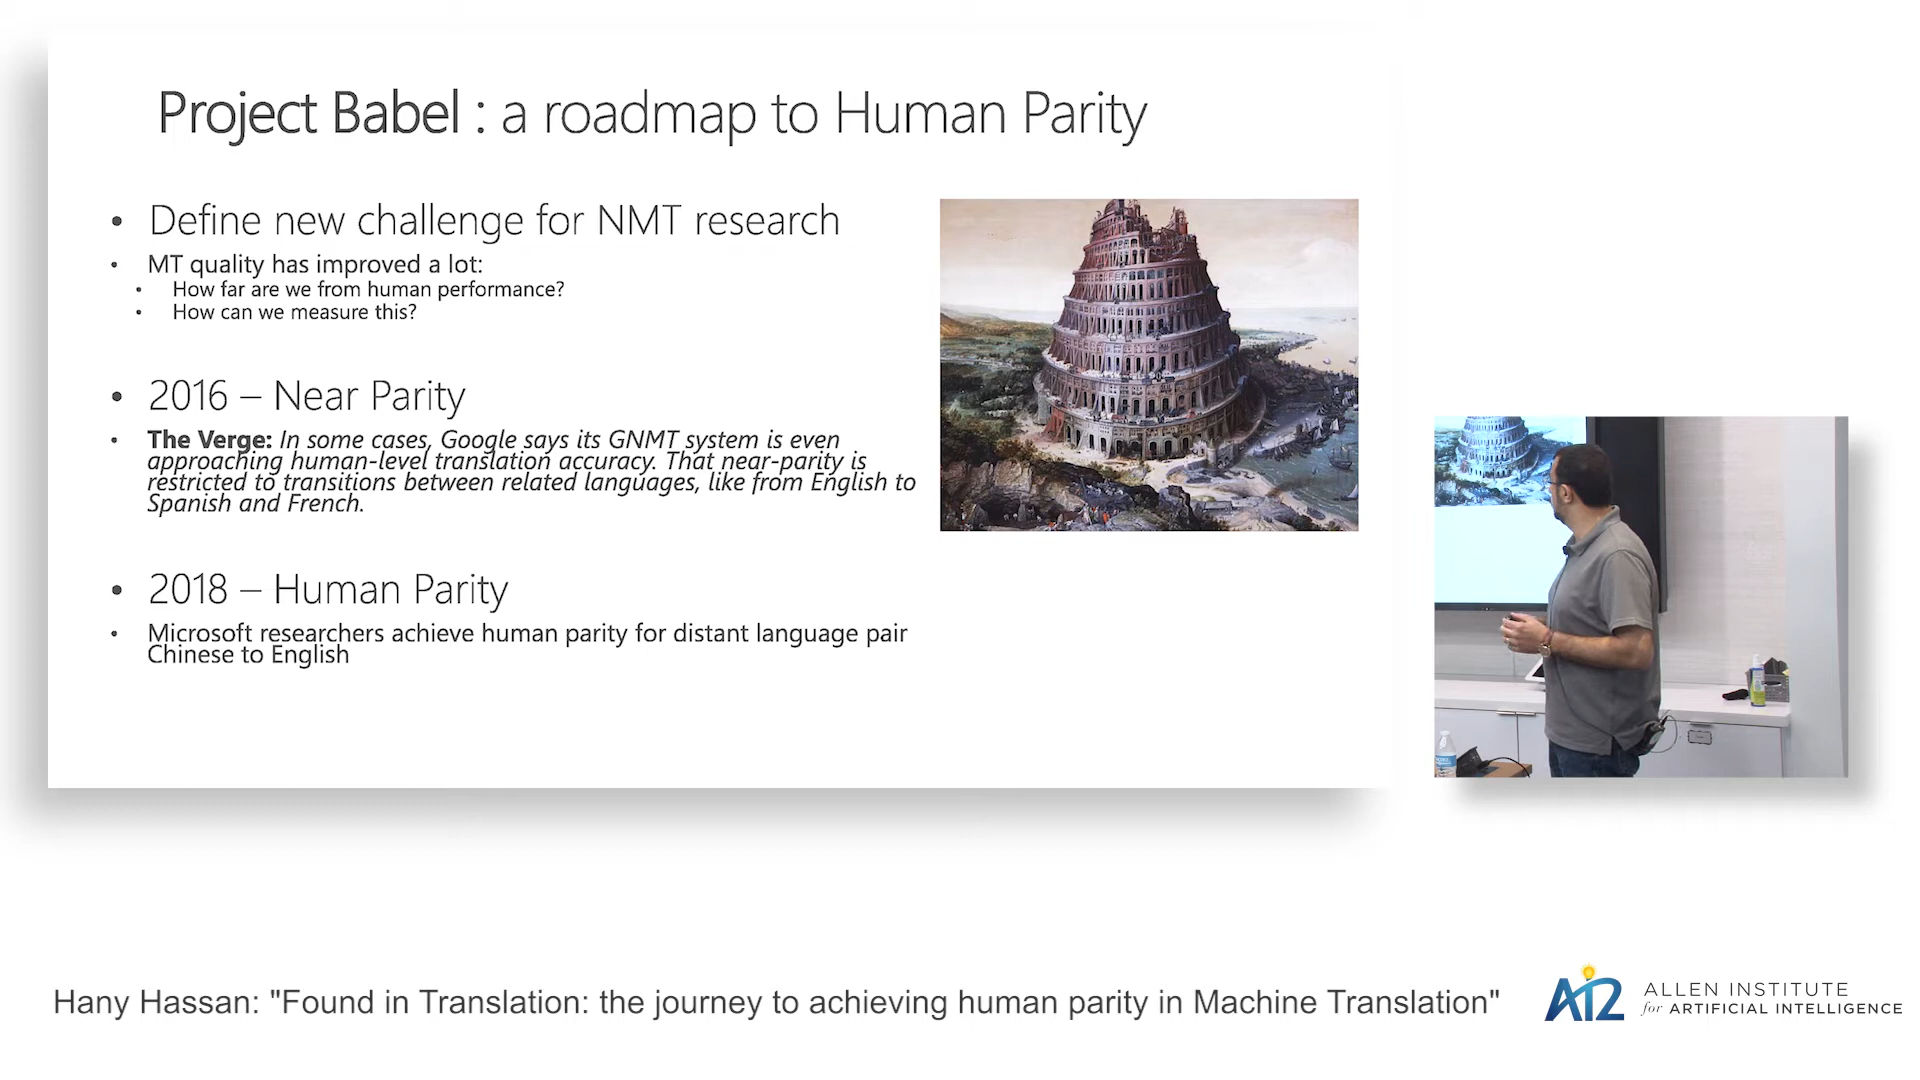 Project Babel : a roadmap to Human Parity
• Define new challenge for NMT research
• MT quality has improved a lot:
• How far are we from human performance?
• How can we measure this?
• 2016 – Near Parity
• The Verge: In some cases, Google says its GNMT system is even
approaching human-level translation accuracy. That near-parity is
restricted to transitions between related languages, like from English to
Spanish and French.
• 2018 – Human Parity
• Microsoft researchers achieve human parity for distant language pair
Chinese to English
Hany Hassan: "Found in Translation: the journey to achieving human parity in Machine Translation"
AI2
ALLEN INSTITUTE
for ARTIFICIAL INTELLIGENCE